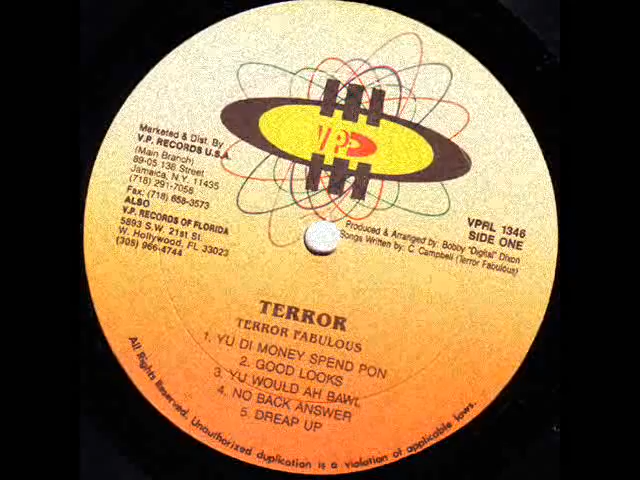 VP
Marketed & Dist. By
V.P. RECORDS U.S.A.
(Main Branch)
89-05 138 Street
Jamaica, N.Y. 11435
(718) 291-7058
Fax: (718) 658-3573
ALSO
V.P. RECORDS OF FLORIDA
5893 S.W. 21st St.
W. Hollywood, FL 33023
(305) 966-4744
VPRL 1346
SIDE ONE
Produced & Arranged by: Bobby "Digital" Dixon
Songs Written by: C. Campbell (Terror Fabulous)
TERROR
TERROR FABULOUS
1. YU DI MONEY SPEND PON
2. GOOD LOOKS
3. YU WOULD AH BAWL
4. NO BACK ANSWER
5. DREAP UP
All Rights Reserved. Unauthorized duplication is a violation of applicable laws.